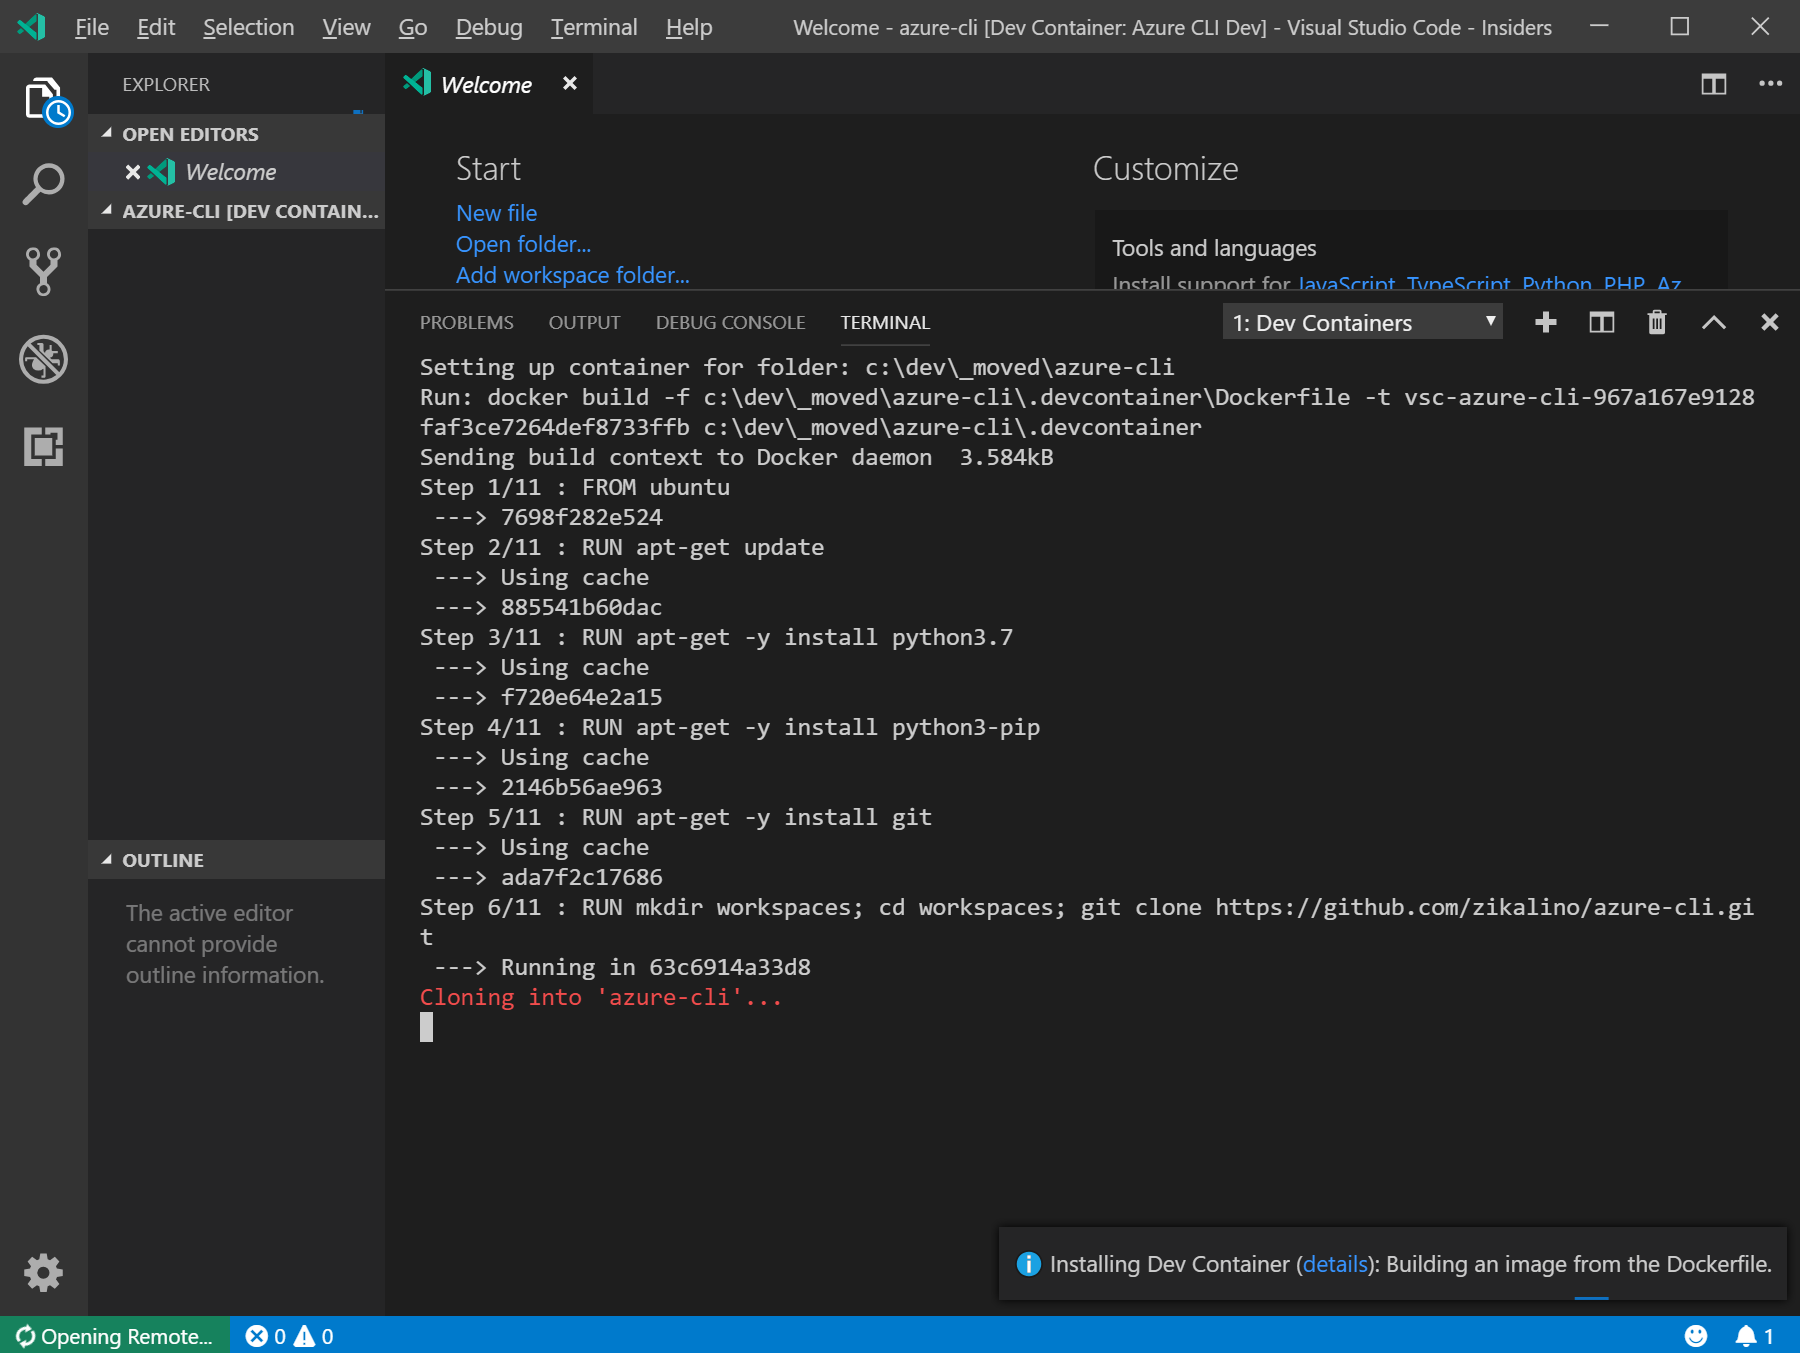 File Edit Selection View Go Debug Terminal Help Welcome - azure-cli [Dev Container: Azure CLI Dev] - Visual Studio Code - Insiders
EXPLORER
OPEN EDITORS
Welcome
AZURE-CLI [DEV CONTAIN...
OUTLINE
The active editor
cannot provide
outline information.
Welcome
Start
New file
Open folder...
Add workspace folder...
Customize
Tools and languages
Install support for JavaScript, TypeScript, Python, PHP, Az
PROBLEMS OUTPUT DEBUG CONSOLE TERMINAL 1: Dev Containers
Setting up container for folder: c:\dev\_moved\azure-cli
Run: docker build -f c:\dev\_moved\azure-cli\.devcontainer\Dockerfile -t vsc-azure-cli-967a167e9128
faf3ce7264def8733ffb c:\dev\_moved\azure-cli\.devcontainer
Sending build context to Docker daemon  3.584kB
Step 1/11 : FROM ubuntu
 ---> 7698f282e524
Step 2/11 : RUN apt-get update
 ---> Using cache
 ---> 885541b60dac
Step 3/11 : RUN apt-get -y install python3.7
 ---> Using cache
 ---> f720e64e2a15
Step 4/11 : RUN apt-get -y install python3-pip
 ---> Using cache
 ---> 2146b56ae963
Step 5/11 : RUN apt-get -y install git
 ---> Using cache
 ---> ada7f2c17686
Step 6/11 : RUN mkdir workspaces; cd workspaces; git clone https://github.com/zikalino/azure-cli.gi
t
 ---> Running in 63c6914a33d8
Cloning into 'azure-cli'...
Installing Dev Container (details): Building an image from the Dockerfile.
Opening Remote... 0 0 1